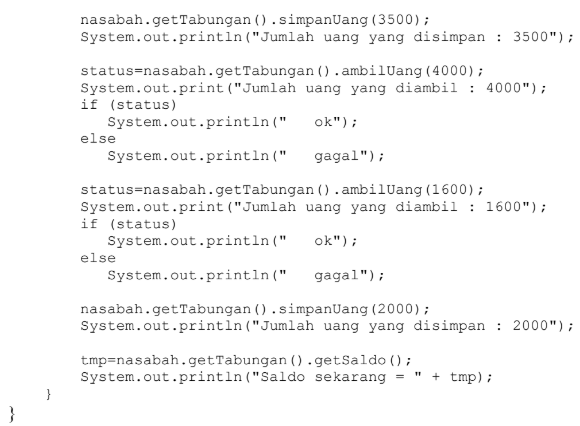 nasabah.getTabungan().simpanUang(3500);
System.out.println("Jumlah uang yang disimpan : 3500");
status=nasabah.getTabungan().ambilUang(4000);
System.out.print("Jumlah uang yang diambil : 4000");
if (status)
System.out.println("   ok");
else
System.out.println("   gagal");
status=nasabah.getTabungan().ambilUang(1600);
System.out.print("Jumlah uang yang diambil : 1600");
if (status)
System.out.println("   ok");
else
System.out.println("   gagal");
nasabah.getTabungan().simpanUang(2000);
System.out.println("Jumlah uang yang disimpan : 2000");
tmp=nasabah.getTabungan().getSaldo();
System.out.println("Saldo sekarang = " + tmp);
}
}